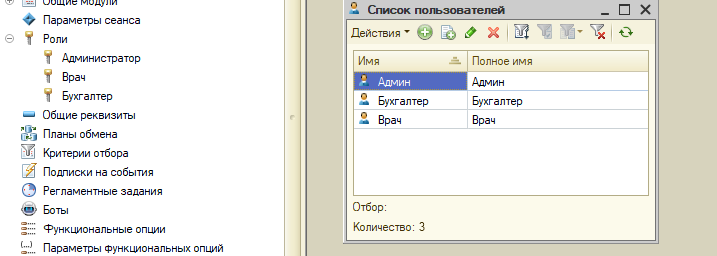 Общие модули
Параметры сеанса
Роли
Администратор
Врач
Бухгалтер
Общие реквизиты
Планы обмена
Критерии отбора
Подписки на события
Регламентные задания
Боты
Функциональные опции
Параметры функциональных опций
Список пользователей
Действия
Имя Полное имя
Админ Админ
Бухгалтер Бухгалтер
Врач Врач
Отбор:
Количество: 3